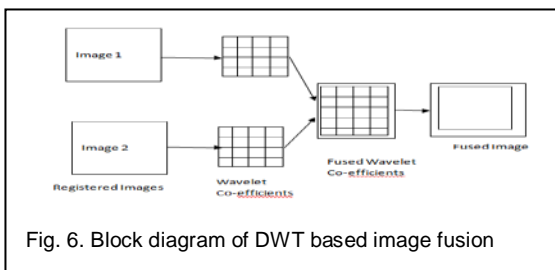 Image 1
Image 2
Registered Images
Wavelet
Co-efficients
Fused Wavelet
Co-efficients
Fused Image
Fig. 6. Block diagram of DWT based image fusion